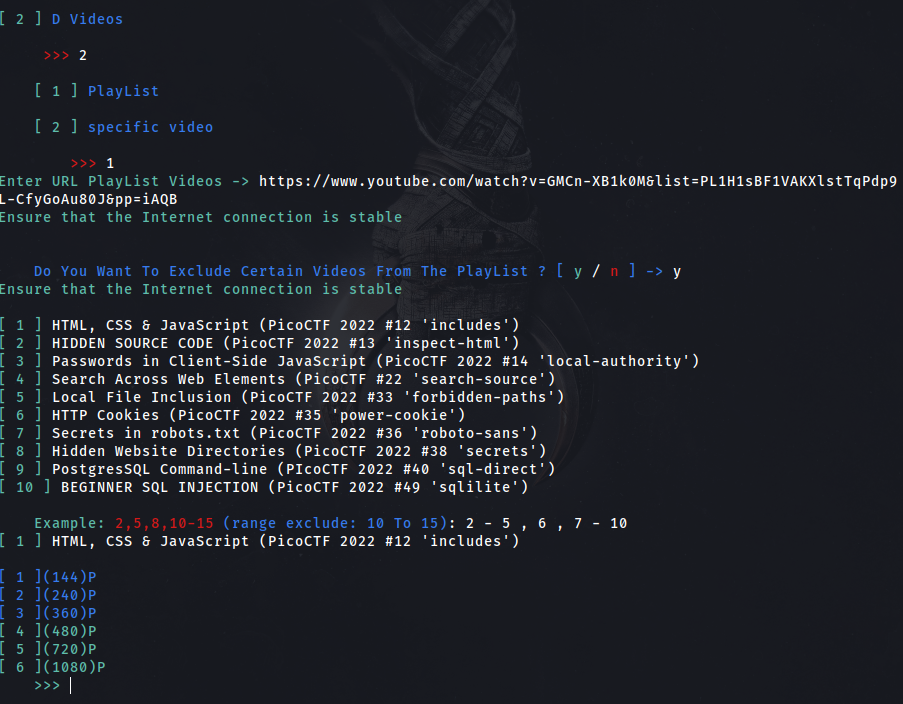 [ 2 ] D Videos
>>> 2
[ 1 ] PlayList
[ 2 ] specific video
>>> 1
Enter URL PlayList Videos -> https://www.youtube.com/watch?v=GMCn-XB1k0M&list=PL1H1sBF1VAKXlstTqPdp9
L-CfyGoAu80J&pp=iAQB
Ensure that the Internet connection is stable
Do You Want To Exclude Certain Videos From The PlayList ? [ y / n ] -> y
Ensure that the Internet connection is stable
[ 1 ] HTML, CSS & JavaScript (PicoCTF 2022 #12 'includes')
[ 2 ] HIDDEN SOURCE CODE (PicoCTF 2022 #13 'inspect-html')
[ 3 ] Passwords in Client-Side JavaScript (PicoCTF 2022 #14 'local-authority')
[ 4 ] Search Across Web Elements (PicoCTF #22 'search-source')
[ 5 ] Local File Inclusion (PicoCTF 2022 #33 'forbidden-paths')
[ 6 ] HTTP Cookies (PicoCTF 2022 #35 'power-cookie')
[ 7 ] Secrets in robots.txt (PicoCTF 2022 #36 'roboto-sans')
[ 8 ] Hidden Website Directories (PicoCTF 2022 #38 'secrets')
[ 9 ] PostgresSQL Command-line (PIcoCTF 2022 #40 'sql-direct')
[ 10 ] BEGINNER SQL INJECTION (PicoCTF 2022 #49 'sqlilite')
Example: 2,5,8,10-15 (range exclude: 10 To 15): 2 - 5 , 6 , 7 - 10
[ 1 ] HTML, CSS & JavaScript (PicoCTF 2022 #12 'includes')
[ 1 ](144)P
[ 2 ](240)P
[ 3 ](360)P
[ 4 ](480)P
[ 5 ](720)P
[ 6 ](1080)P
>>>